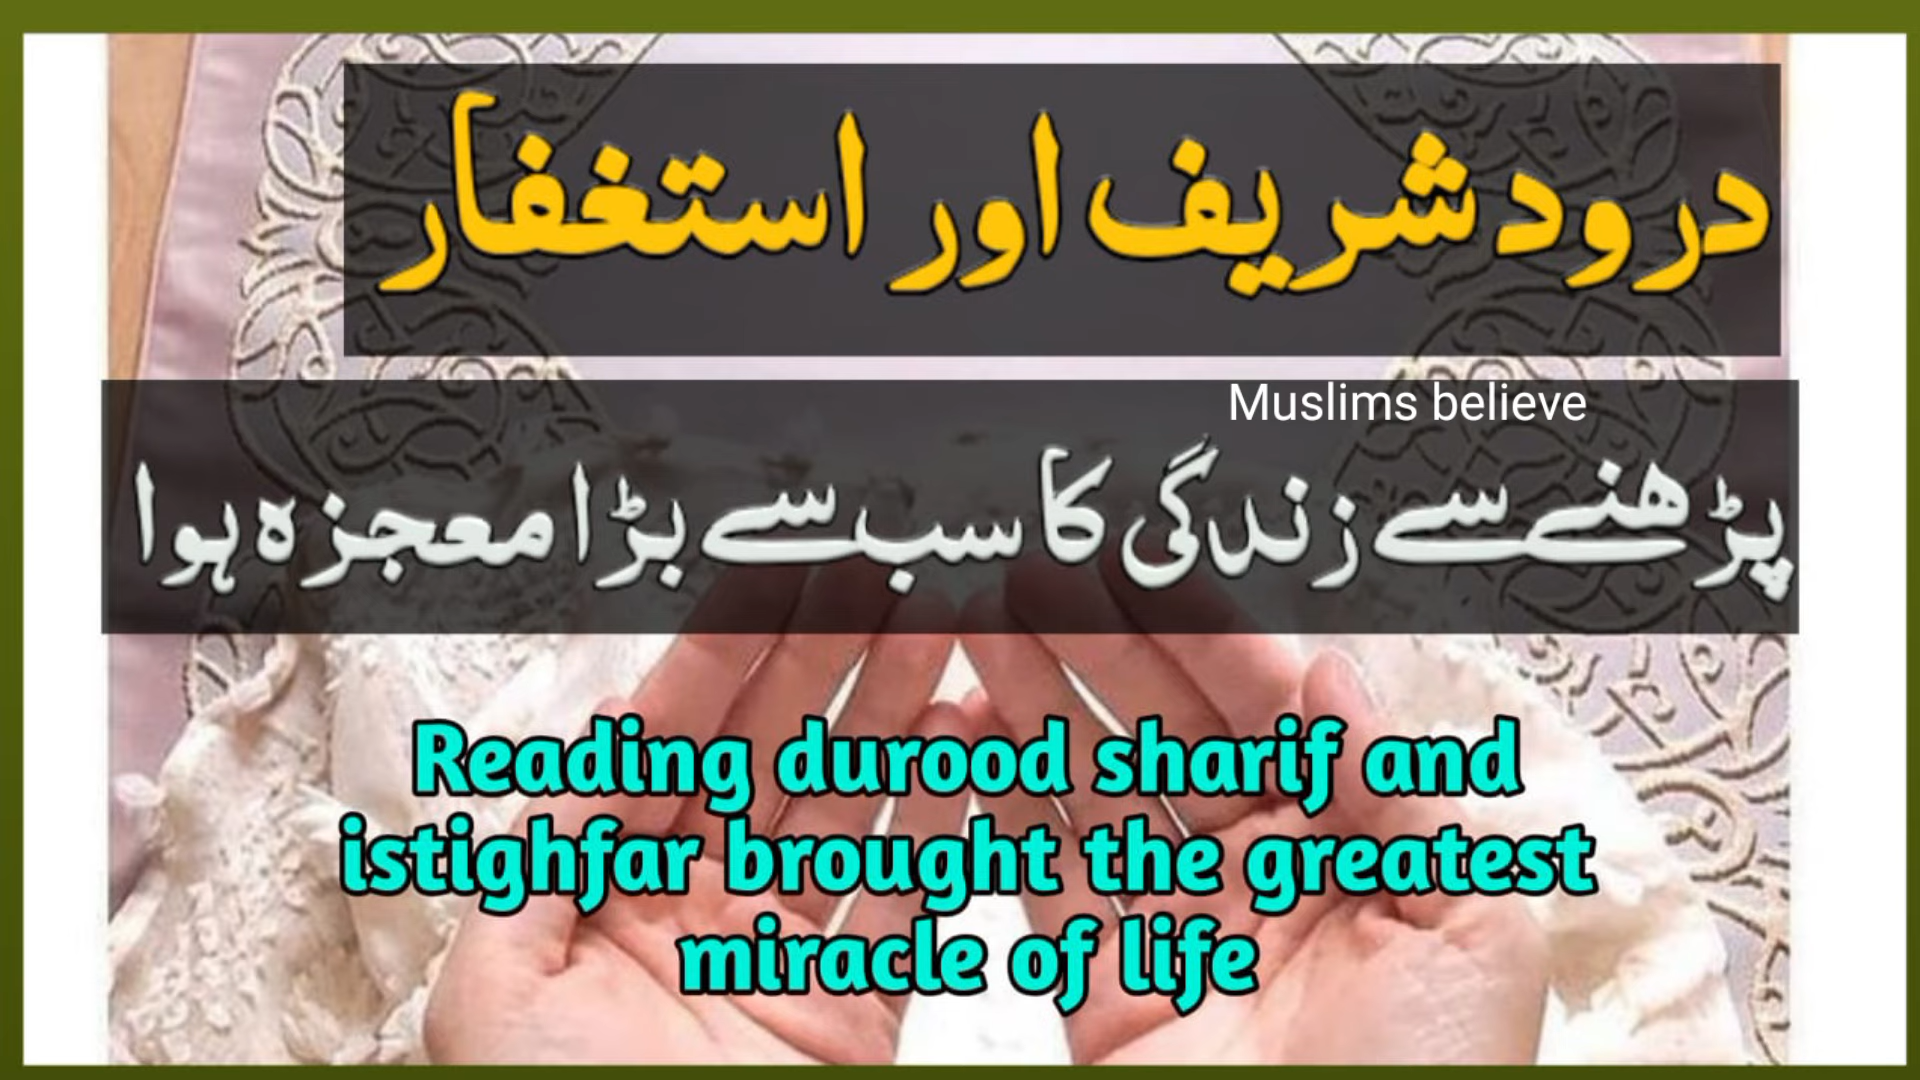 درود شریف اور استغفار
Muslims believe
پڑھنے سے زندگی کا سب سے بڑا معجزہ ہوا
Reading durood sharif and
istighfar brought the greatest
miracle of life